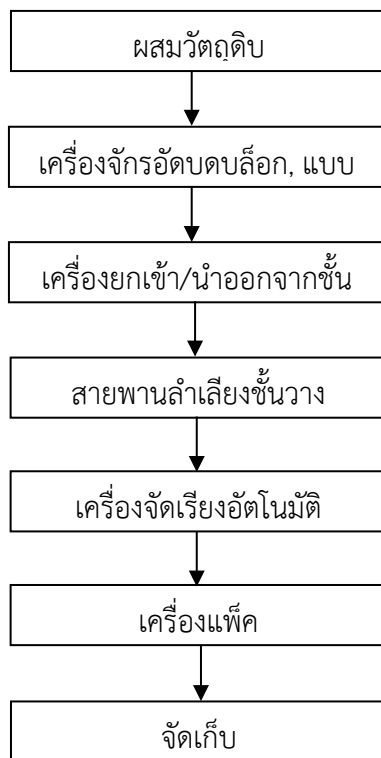 ผสมวัตถุดิบ
เครื่องจักรอัดบดบล็อก, แบบ
เครื่องยกเข้า/นำออกจากชั้น
สายพานลำเลียงชั้นวาง
เครื่องจัดเรียงอัตโนมัติ
เครื่องแพ็ค
จัดเก็บ